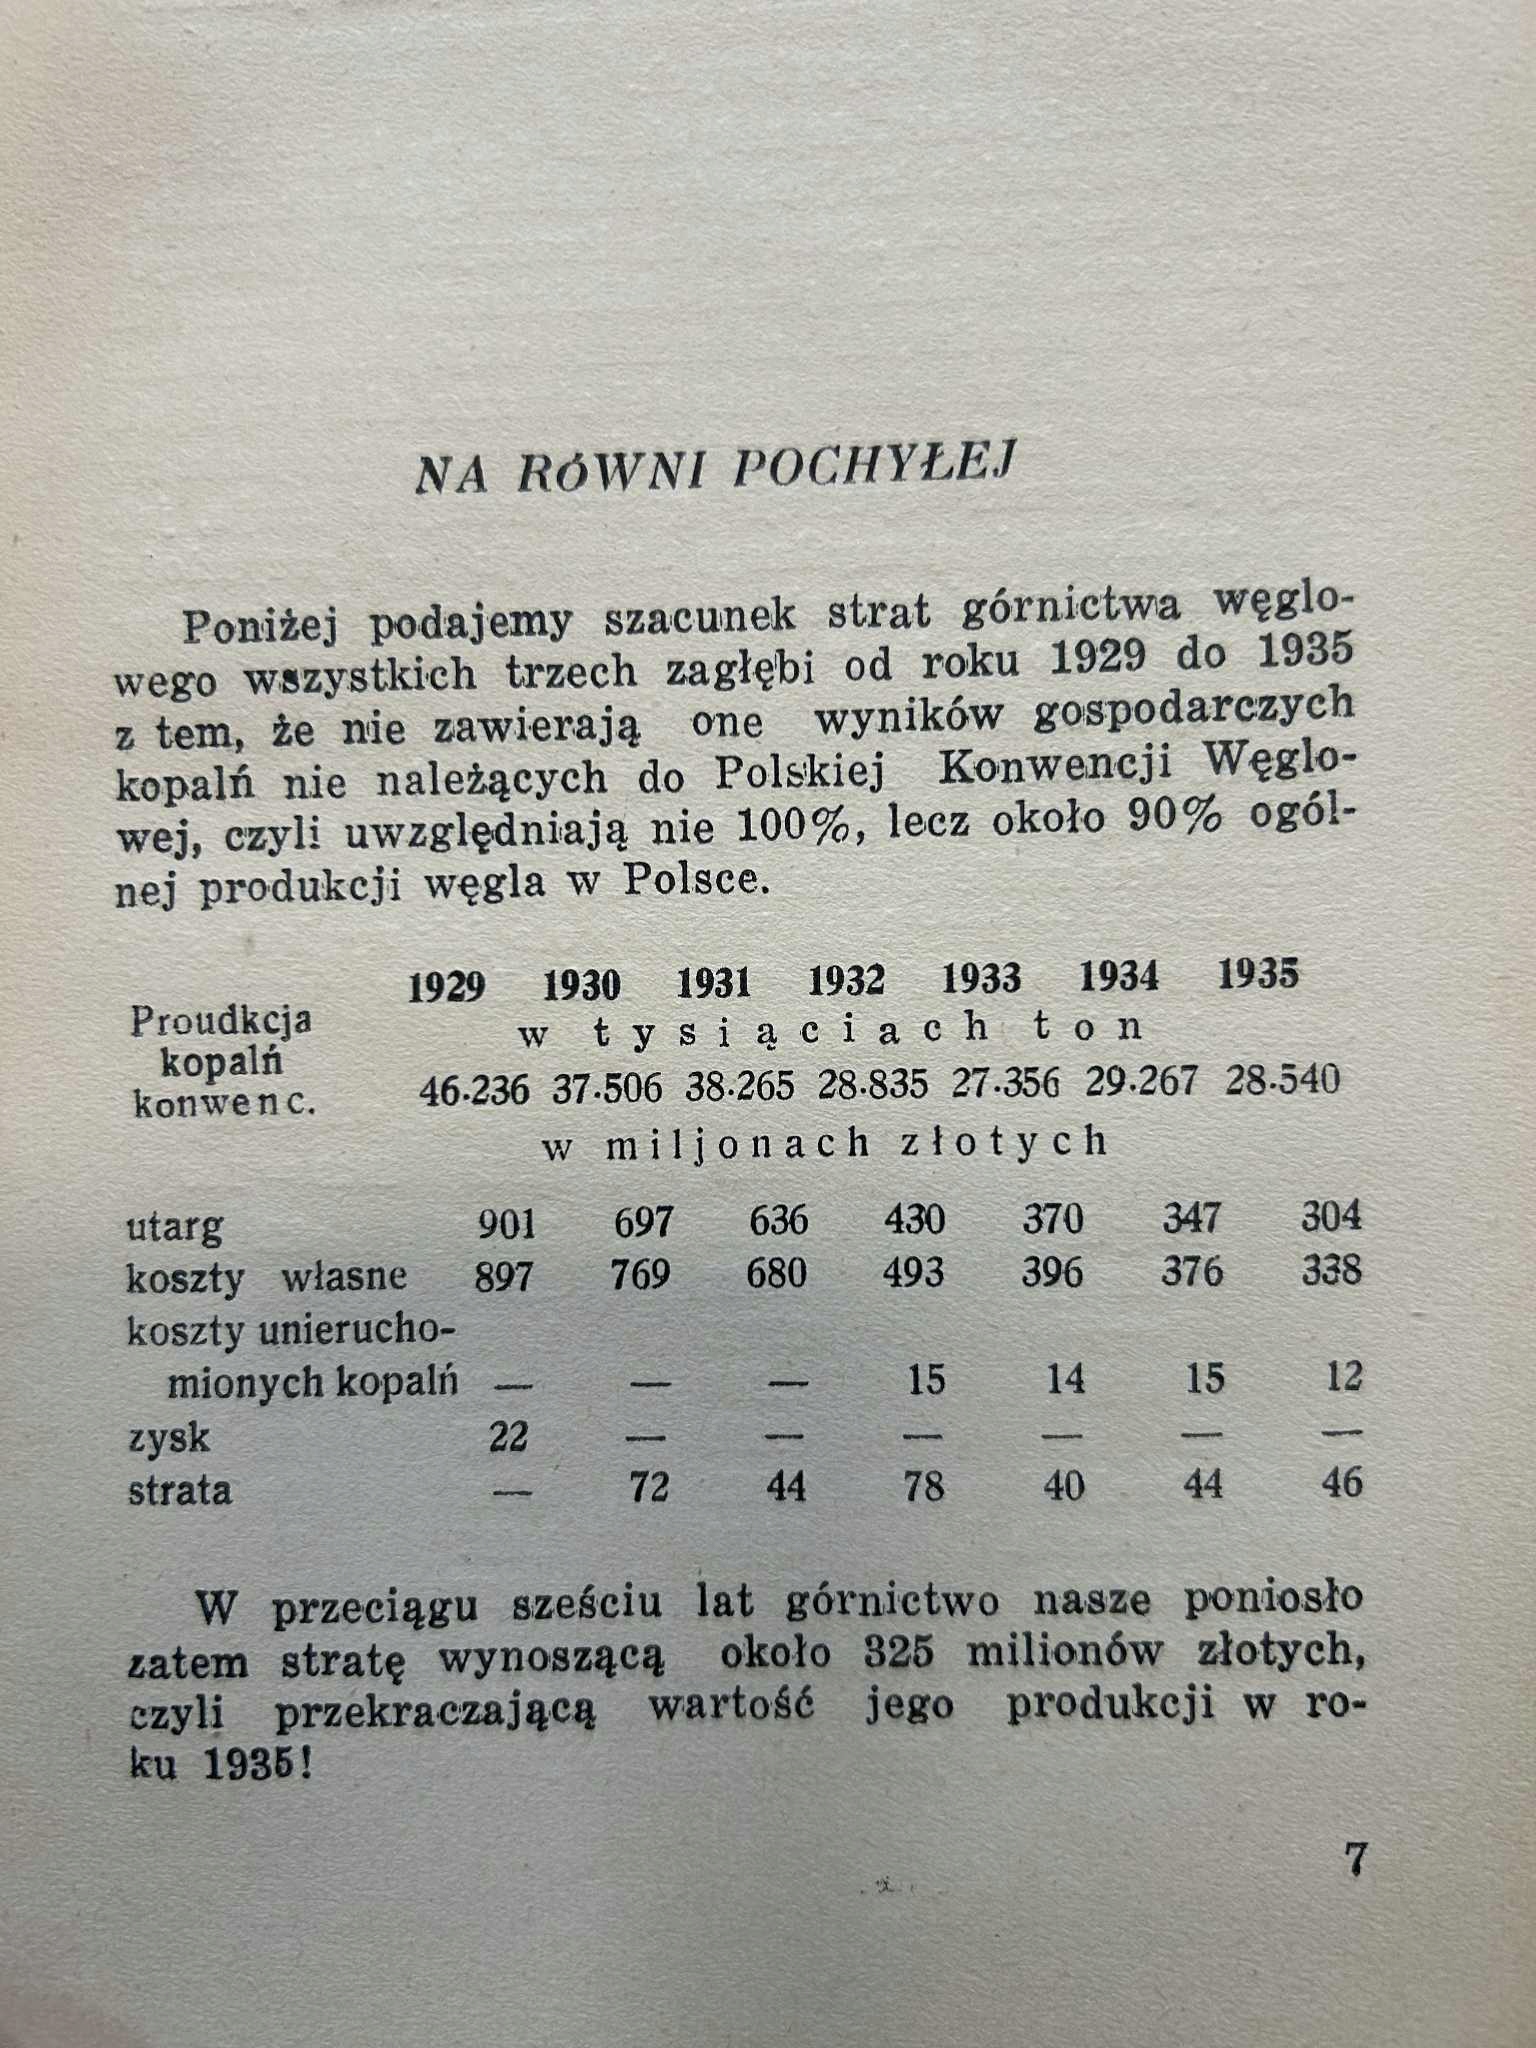 NA RÓWNI POCHYŁEJ
Poniżej podajemy szacunek strat górnictwa węglo-
wego wszystkich trzech zagłębi od roku 1929 do 1935
z tem, że nie zawierają one wyników gospodarczych
kopalń nie należących do Polskiej Konwencji Węglo-
wej, czyli uwzględniają nie 100%, lecz około 90% ogól-
nej produkcji węgla w Polsce.
1929 1930 1931 1932 1933 1934 1935
Proudkcja w tysiąciach ton
kopalń
konwenc. 46.236 37.506 38.265 28.835 27.356 29.267 28.540
w miljonach złotych
utarg 901 697 636 430 370 347 304
koszty własne 897 769 680 493 396 376 338
koszty unierucho-
mionych kopalń — — — 15 14 15 12
zysk 22 — — — — — —
strata — 72 44 78 40 44 46
W przeciągu sześciu lat górnictwo nasze poniosło
zatem stratę wynoszącą około 325 milionów złotych,
czyli przekraczającą wartość jego produkcji w ro-
ku 1935!
7